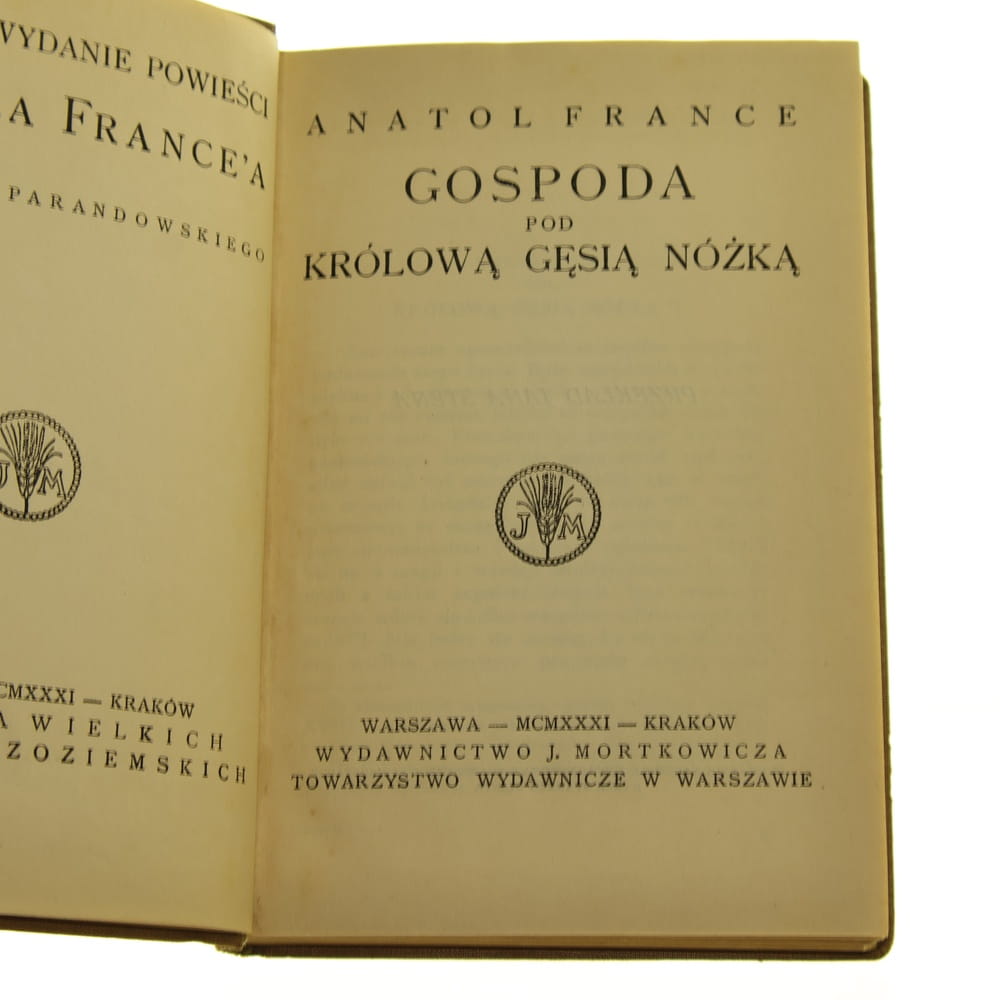 WYDANIE POWIEŚCI
FRANCE'A
PARANDOWSKIEGO
J M
CMXXXI — KRAKÓW
A WIELKICH
ZOZIEMSKICH
ANATOL FRANCE
GOSPODA
POD
KRÓLOWĄ GĘSIĄ NÓŻKĄ
J M
WARSZAWA — MCMXXXI — KRAKÓW
WYDAWNICTWO J. MORTKOWICZA
TOWARZYSTWO WYDAWNICZE W WARSZAWIE